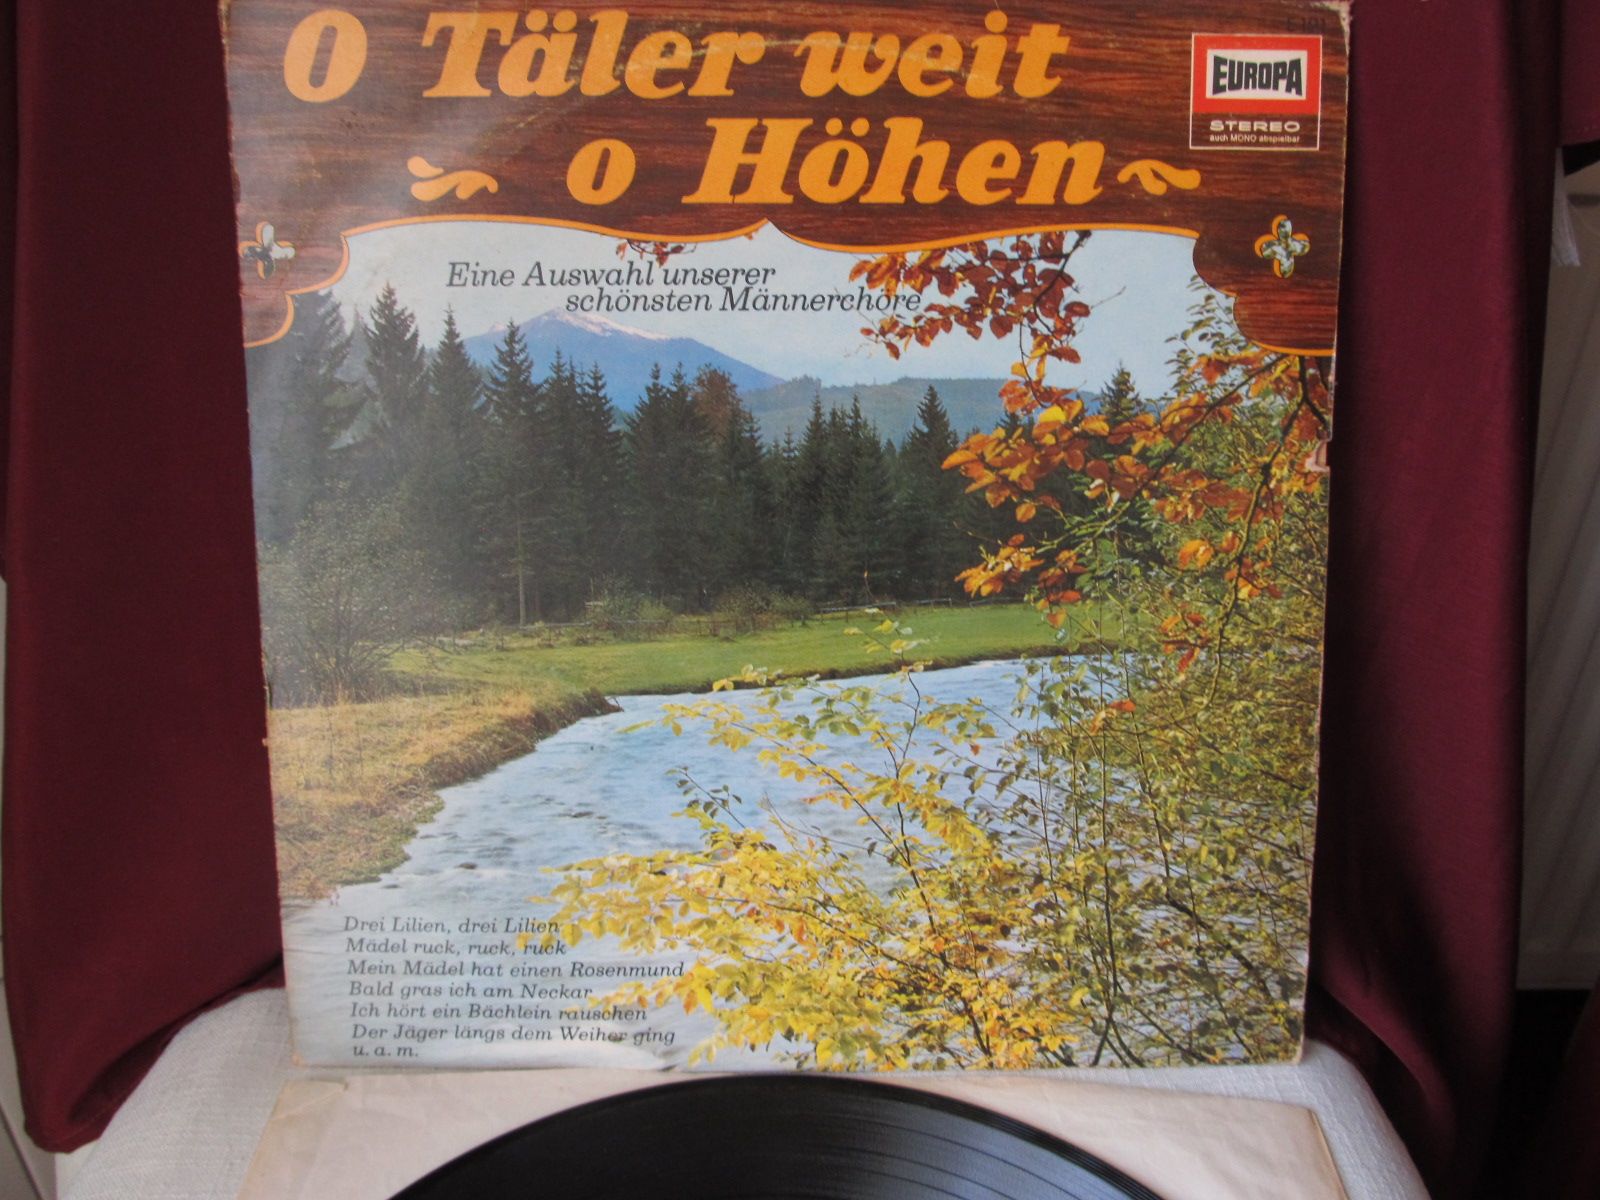 O Täler weit
o Höhen
EUROPA
STEREO
auch MONO abspielbar
Eine Auswahl unserer
schönsten Männerchöre
Drei Lilien, drei Lilien
Mädel ruck, ruck, ruck
Mein Mädel hat einen Rosenmund
Bald gras ich am Neckar
Ich hört ein Bächlein rauschen
Der Jäger längs dem Weiher ging
u. a. m.